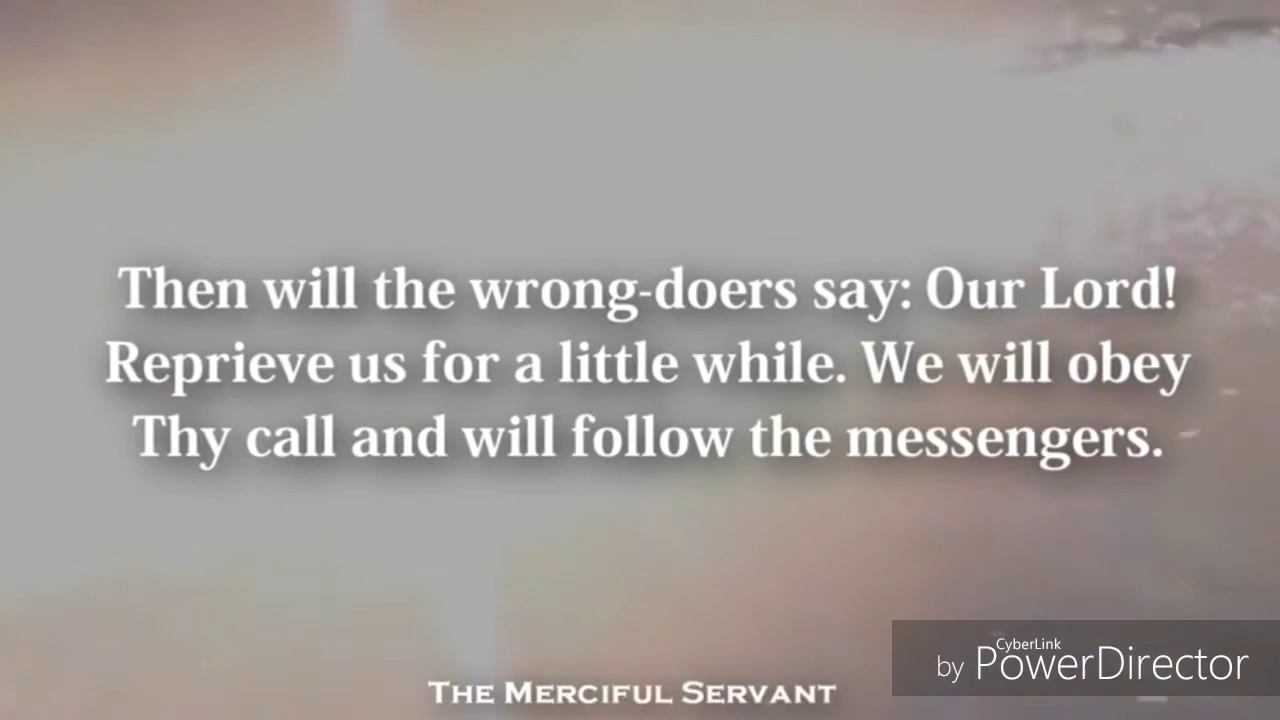 Then will the wrong-doers say: Our Lord!
Reprieve us for a little while. We will obey
Thy call and will follow the messengers.
CyberLink
by PowerDirector
THE MERCIFUL SERVANT